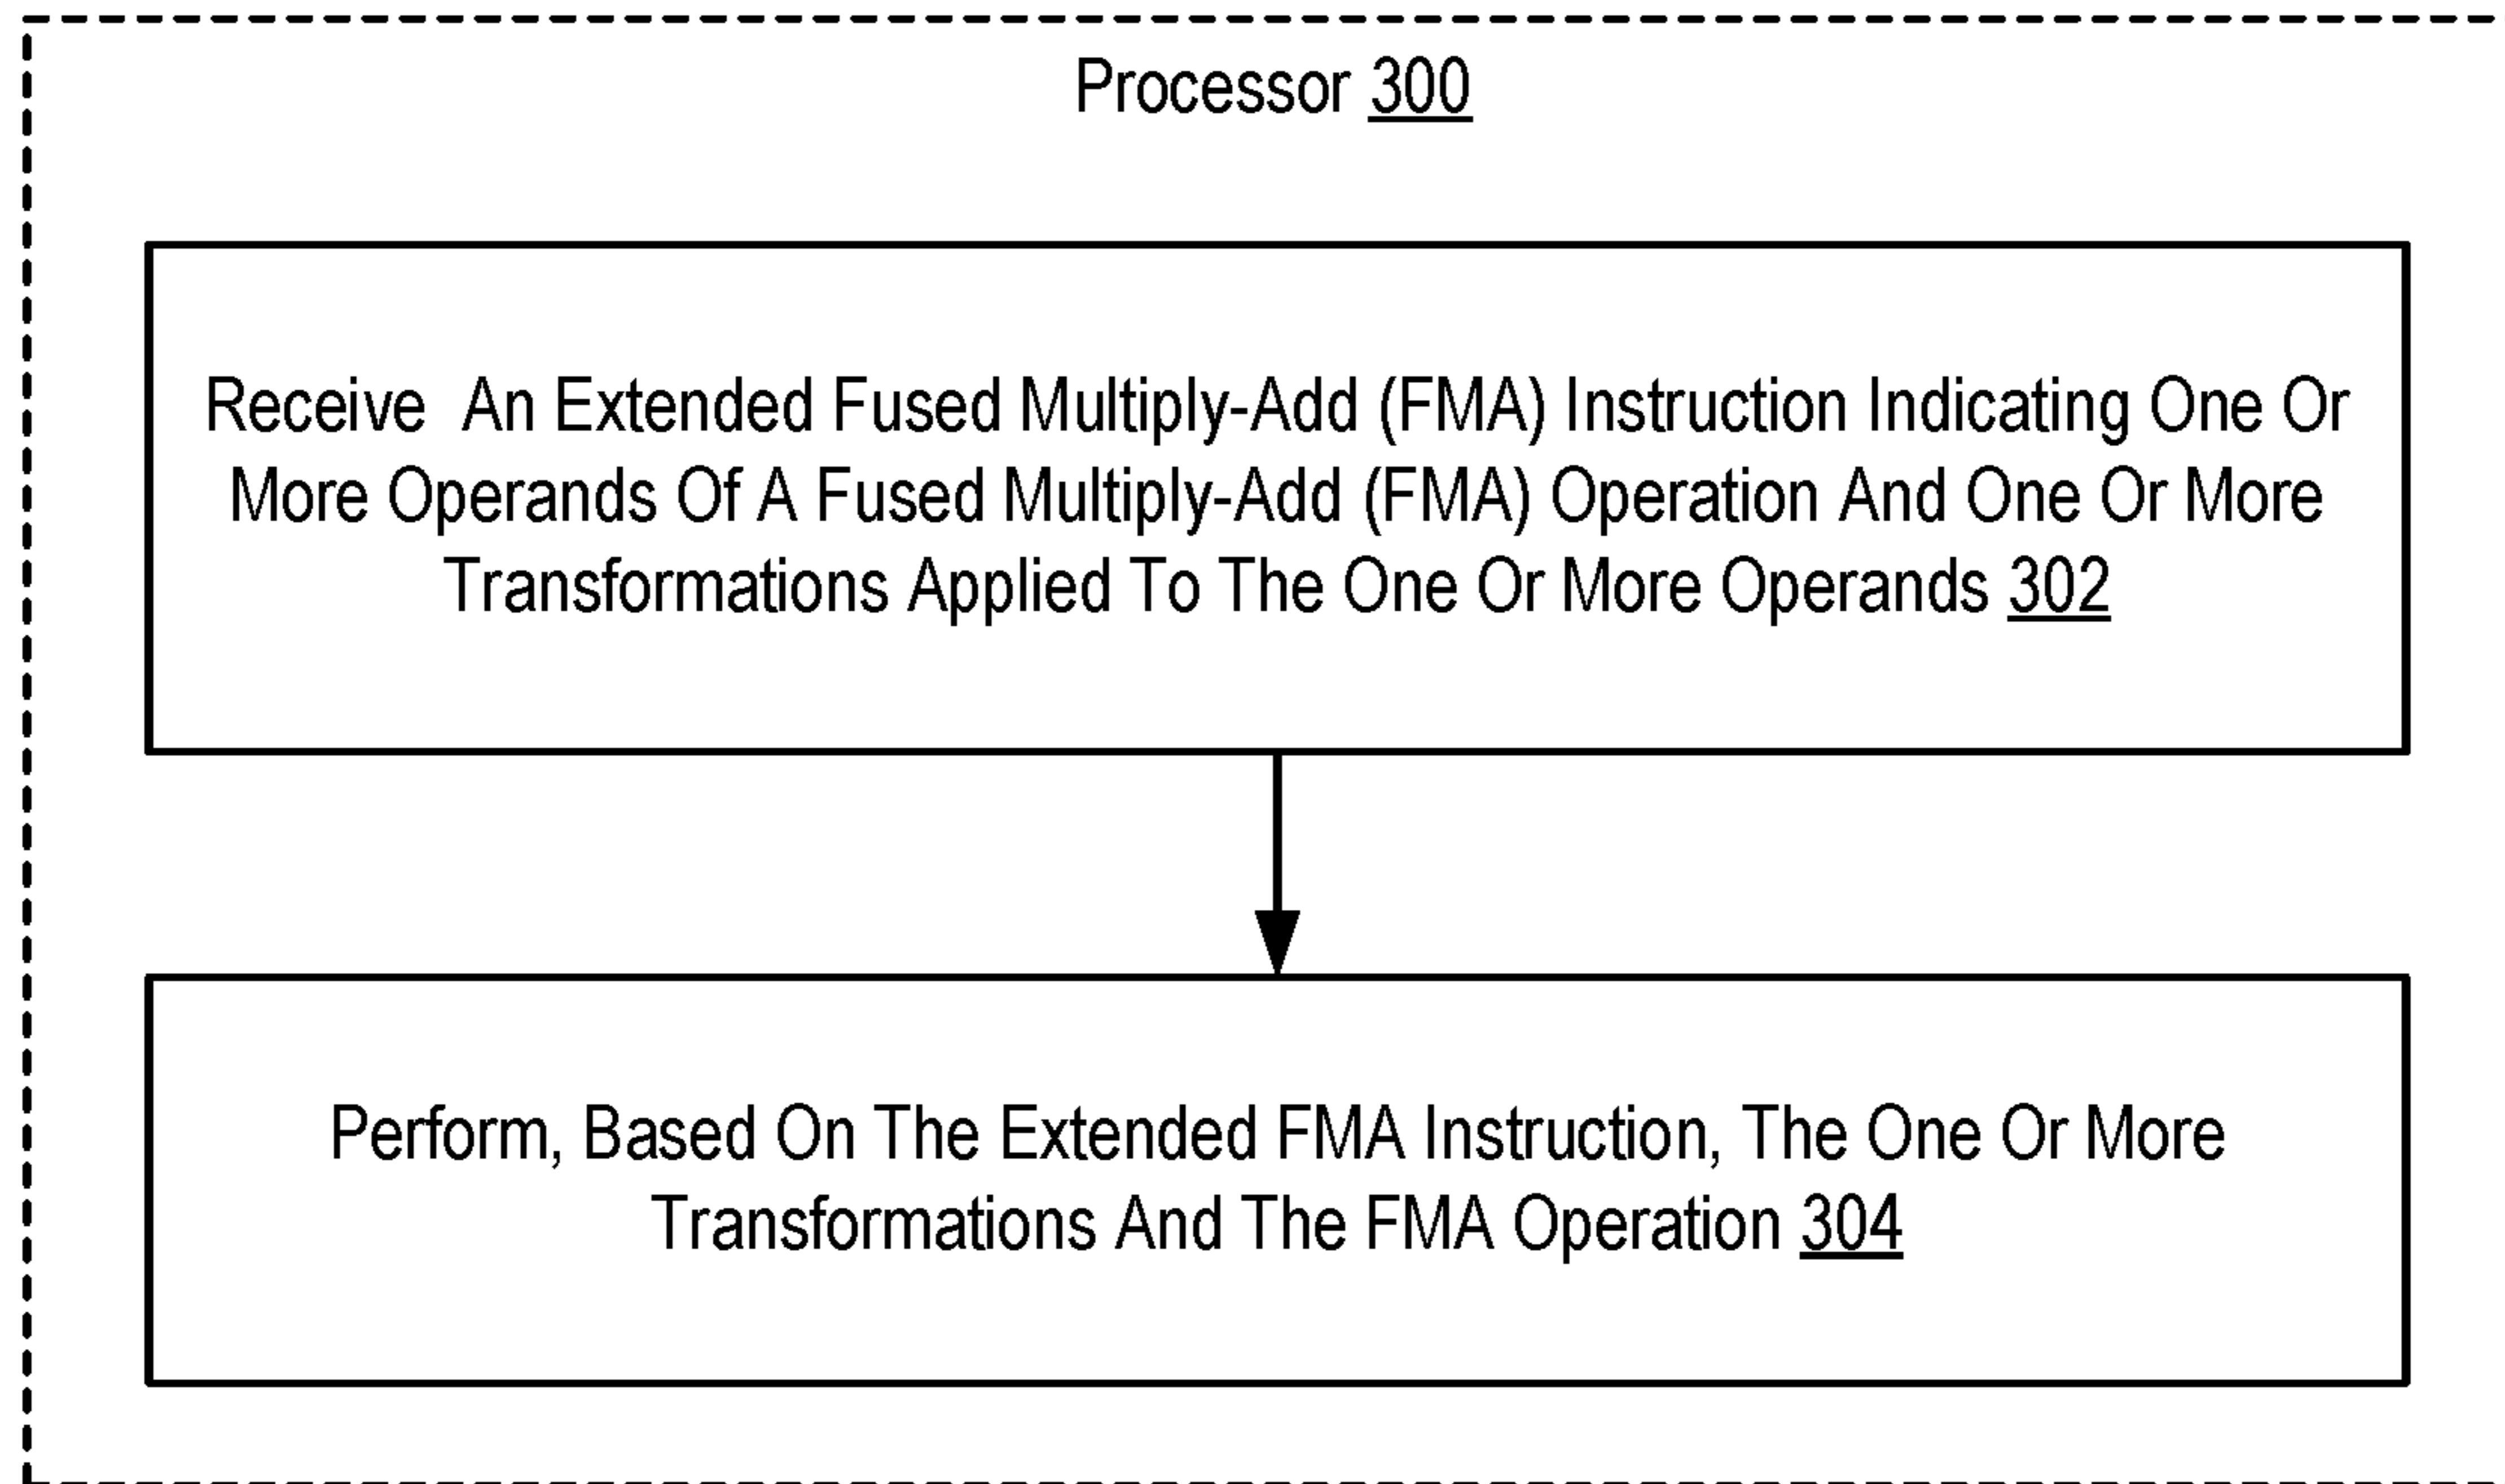 Processor 300
Receive An Extended Fused Multiply-Add (FMA) Instruction Indicating One Or
More Operands Of A Fused Multiply-Add (FMA) Operation And One Or More
Transformations Applied To The One Or More Operands 302
Perform, Based On The Extended FMA Instruction, The One Or More
Transformations And The FMA Operation 304